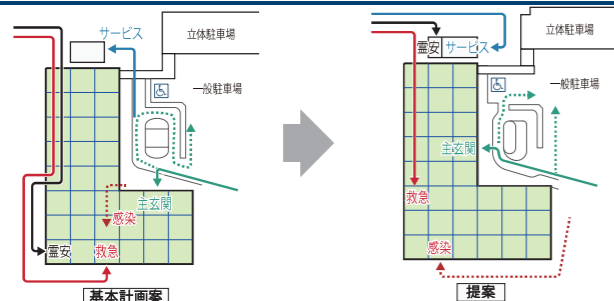 サービス
立体駐車場
一般駐車場
主玄関
感染
霊安
救急
基本計画案
霊安
サービス
立体駐車場
一般駐車場
主玄関
救急
感染
提案